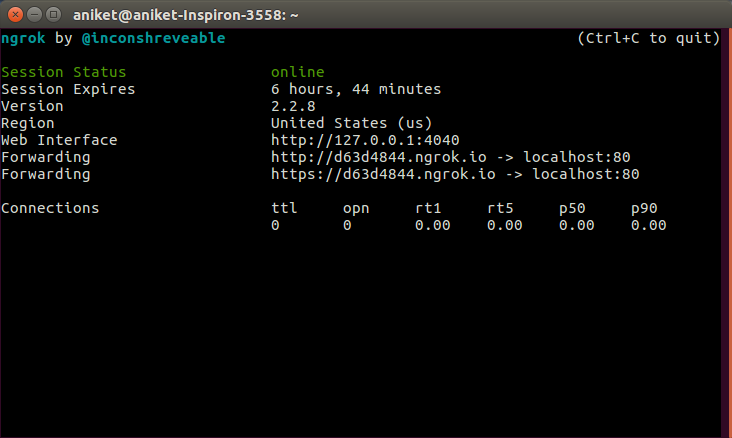 aniket@aniket-Inspiron-3558: ~
ngrok by @inconshreveable (Ctrl+C to quit)
Session Status online
Session Expires 6 hours, 44 minutes
Version 2.2.8
Region United States (us)
Web Interface http://127.0.0.1:4040
Forwarding http://d63d4844.ngrok.io -> localhost:80
Forwarding https://d63d4844.ngrok.io -> localhost:80
Connections ttl opn rt1 rt5 p50 p90
0 0 0.00 0.00 0.00 0.00